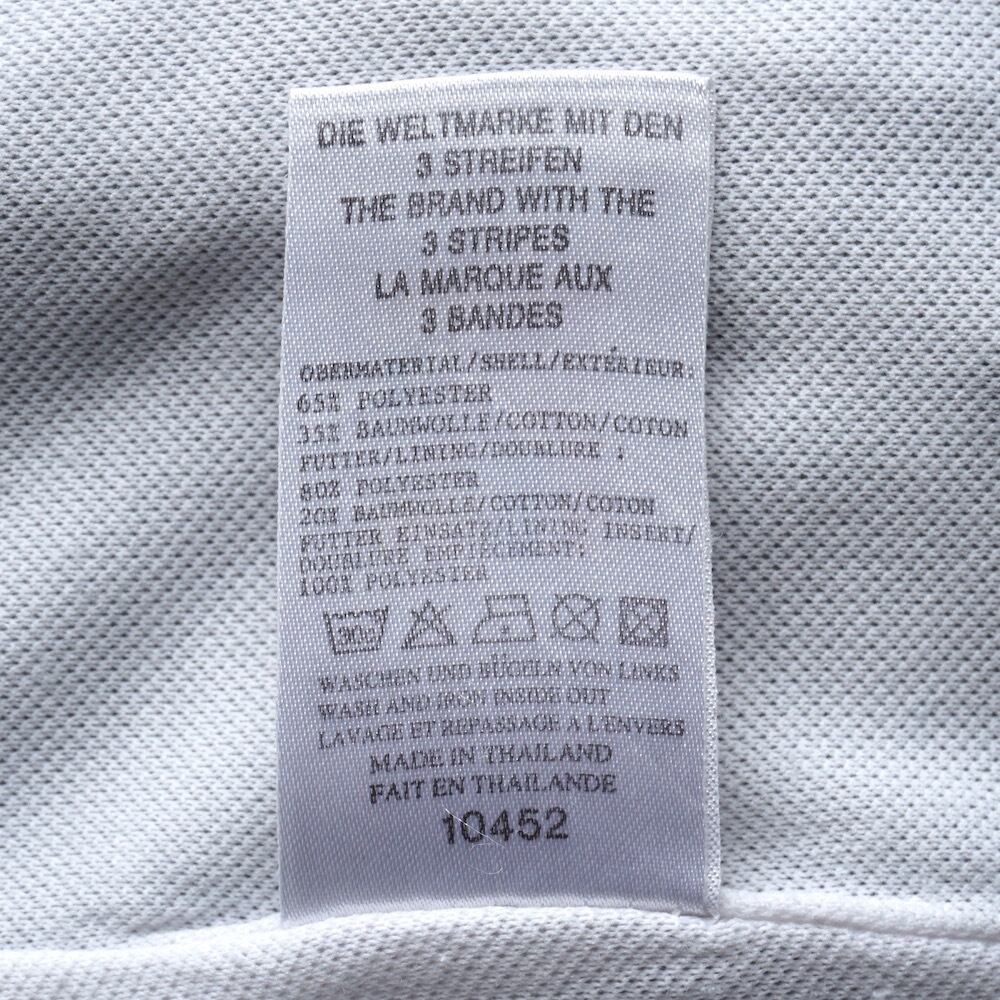 DIE WELTMARKE MIT DEN
3 STREIFEN
THE BRAND WITH THE
3 STRIPES
LA MARQUE AUX
3 BANDES
OBERMATERIAL/SHELL/EXTÉRIEUR:
65% POLYESTER
35% BAUMWOLLE/COTTON/COTON
FUTTER/LINING/DOUBLURE :
80% POLYESTER
20% BAUMWOLLE/COTTON/COTON
FUTTER EINSATZ/LINING INSERT/
DOUBLURE EMPIÈCEMENT:
100% POLYESTER
30°
WASCHEN UND BÜGELN VON LINKS
WASH AND IRON INSIDE OUT
LAVAGE ET REPASSAGE A L'ENVERS
MADE IN THAILAND
FAIT EN THAILANDE
10452